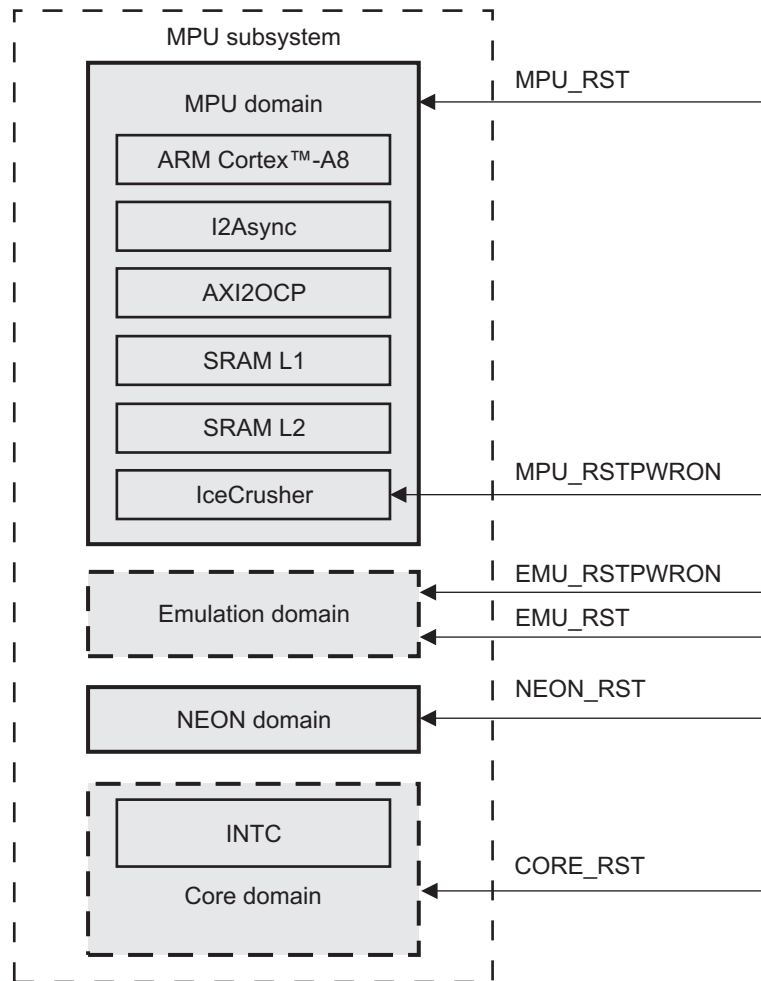 MPU subsystem
MPU domain
MPU_RST
ARM Cortex™-A8
I2Async
AXI2OCP
SRAM L1
SRAM L2
IceCrusher
MPU_RSTPWRON
EMU_RSTPWRON
Emulation domain
EMU_RST
NEON_RST
NEON domain
INTC
CORE_RST
Core domain